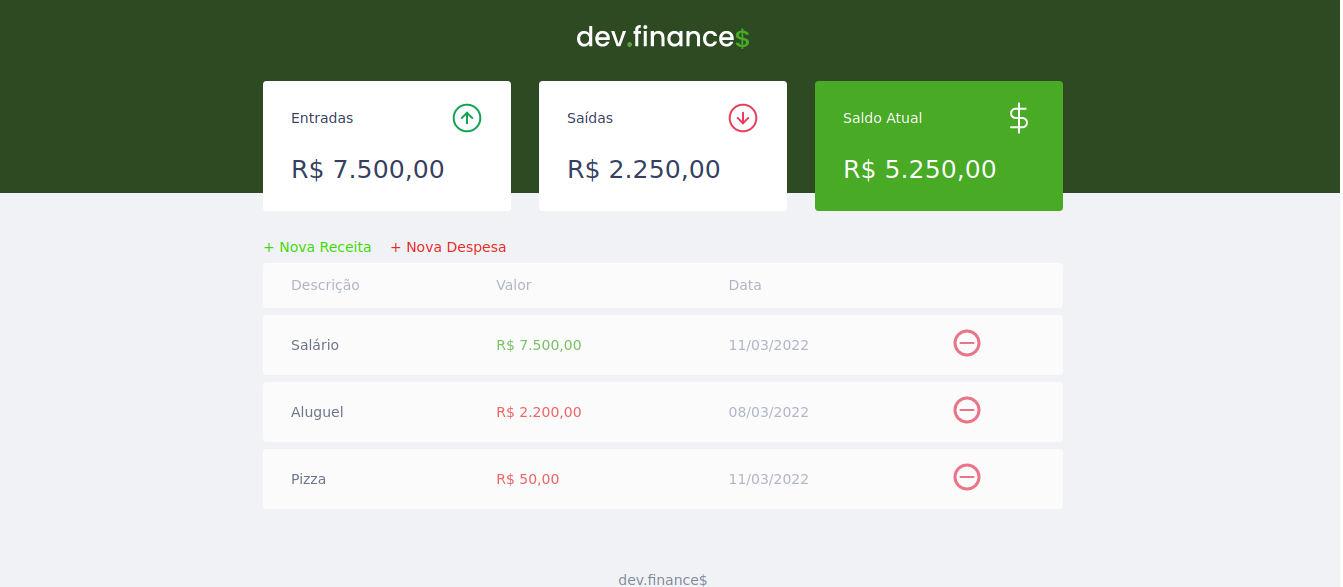 dev.finance$
Entradas
R$ 7.500,00
Saídas
R$ 2.250,00
Saldo Atual
$
R$ 5.250,00
+ Nova Receita + Nova Despesa
Descrição Valor Data
Salário R$ 7.500,00 11/03/2022
Aluguel R$ 2.200,00 08/03/2022
Pizza R$ 50,00 11/03/2022
dev.finance$